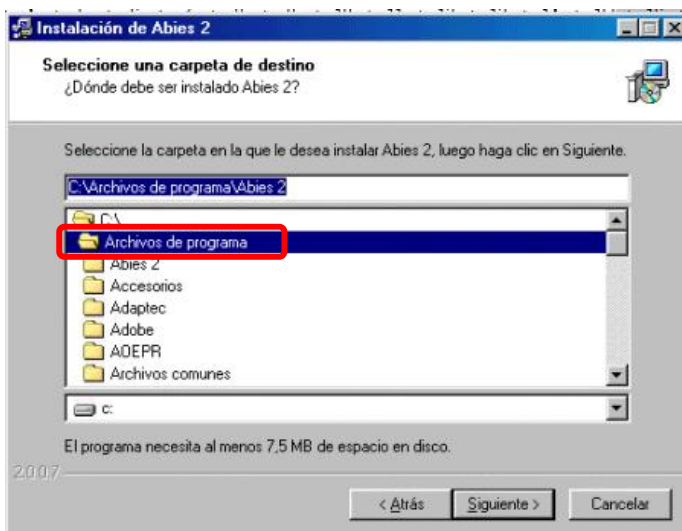 Instalación de Abies 2
Seleccione una carpeta de destino
¿Dónde debe ser instalado Abies 2?
Seleccione la carpeta en la que le desea instalar Abies 2, luego haga clic en Siguiente.
C:\Archivos de programa\Abies 2
C:\
Archivos de programa
Abies 2
Accesorios
Adaptec
Adobe
AOEPR
Archivos comunes
c:
El programa necesita al menos 7,5 MB de espacio en disco.
2007
< Atrás Siguiente > Cancelar